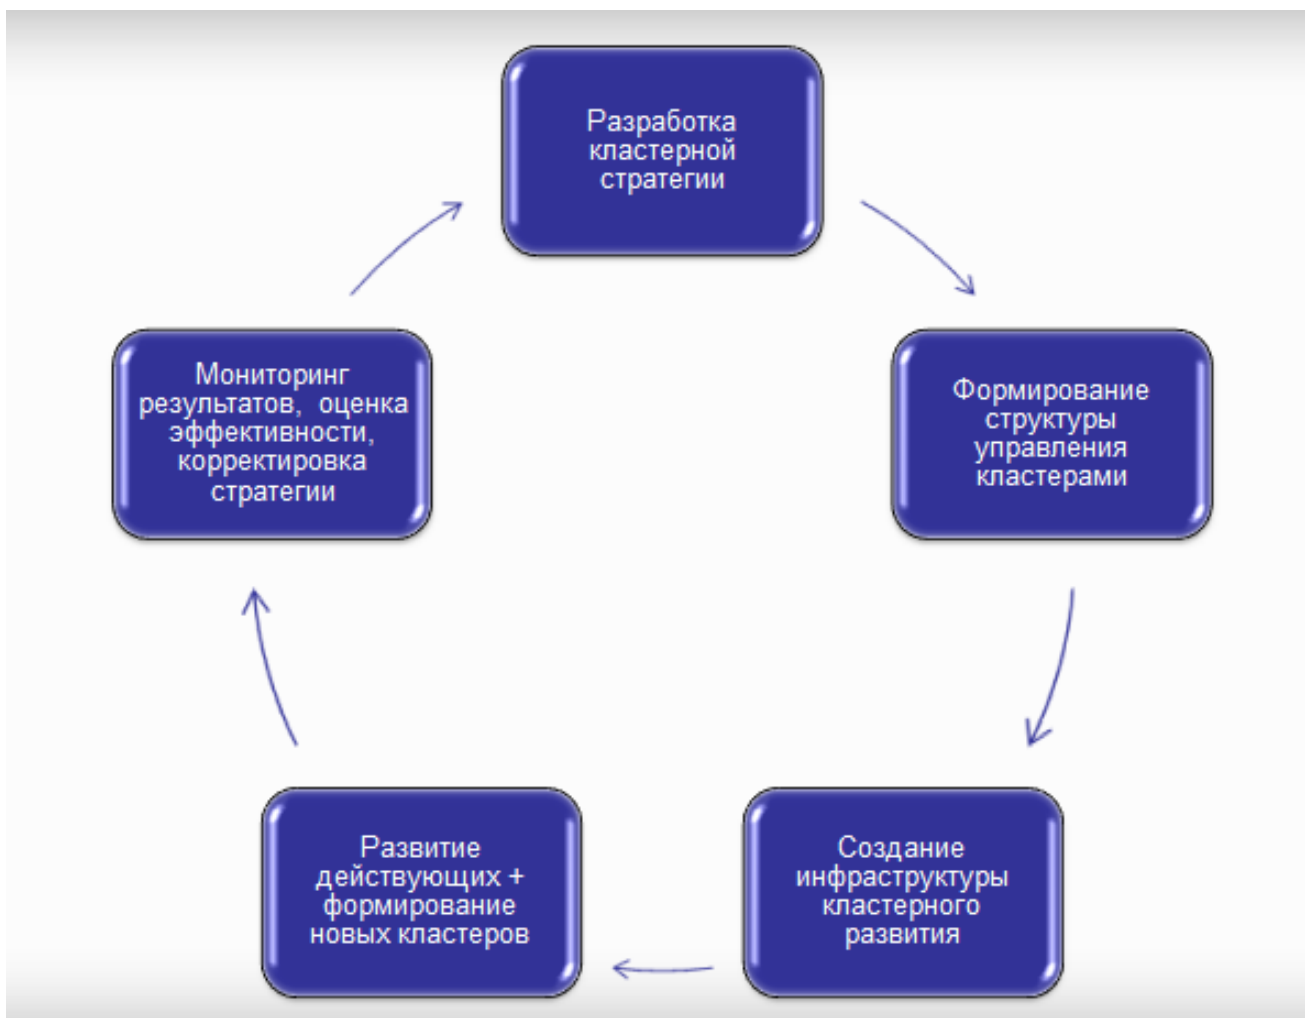 Разработка
кластерной
стратегии
Формирование
структуры
управления
кластерами
Создание
инфраструктуры
кластерного
развития
Развитие
действующих +
формирование
новых кластеров
Мониторинг
результатов, оценка
эффективности,
корректировка
стратегии